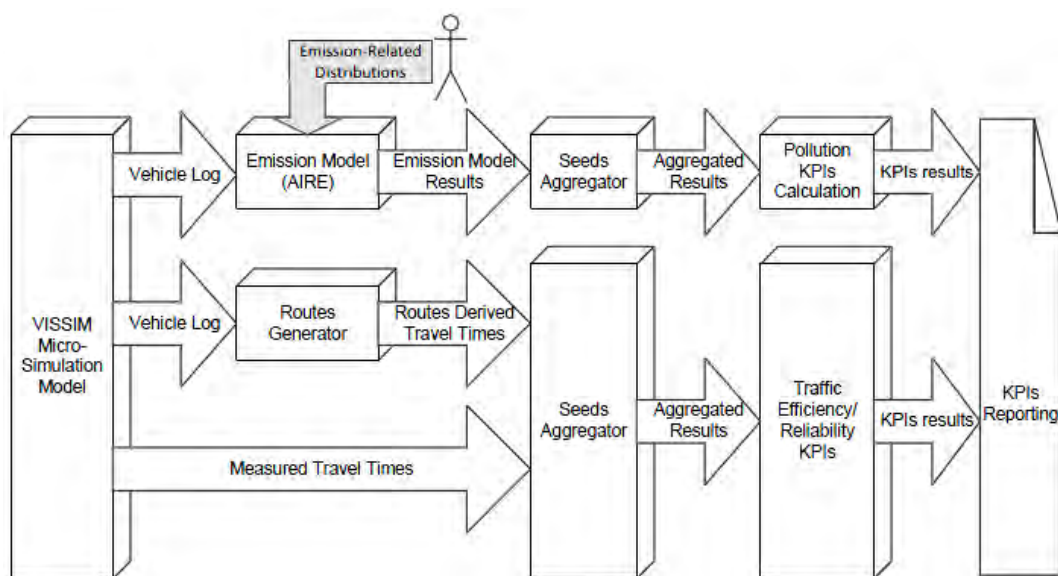 Emission-Related
Distributions
Vehicle Log
Emission Model
(AIRE)
Emission Model
Results
Seeds
Aggregator
Aggregated
Results
Pollution
KPIs
Calculation
KPIs results
VISSIM
Micro-
Simulation
Model
Vehicle Log
Routes
Generator
Routes Derived
Travel Times
Measured Travel Times
Seeds
Aggregator
Aggregated
Results
Traffic
Efficiency/
Reliability
KPIs
KPIs results
KPIs
Reporting